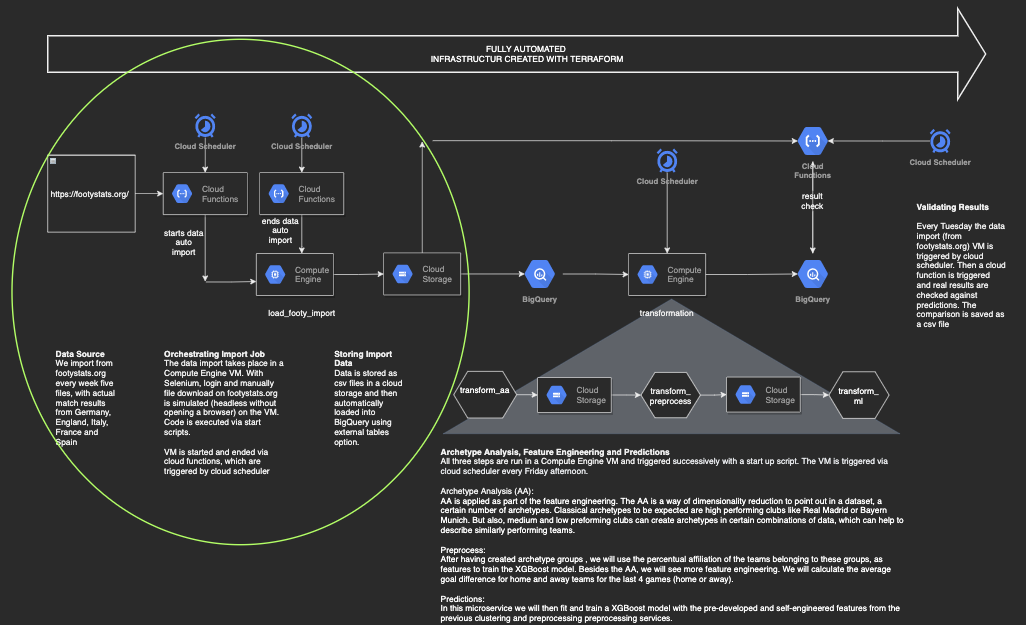 FULLY AUTOMATED
INFRASTRUCTUR CREATED WITH TERRAFORM
Cloud Scheduler
Cloud Scheduler
Cloud Scheduler
Cloud
Functions
Cloud Scheduler
https://footystats.org/
Cloud
Functions
Cloud
Functions
starts data
auto
import
ends data
auto
import
result
check
Compute
Engine
load_footy_import
Cloud
Storage
BigQuery
Compute
Engine
transformation
BigQuery
Validating Results
Every Tuesday the data
import (from
footystats.org) VM is
triggered by cloud
scheduler. Then a cloud
function is triggered
and real results are
checked against
predictions. The
comparison is saved as
a csv file
Data Source
We import from
footystats.org
every week five
files, with actual
match results
from Germany,
England, Italy,
France and
Spain
Orchestrating Import Job
The data import takes place in a
Compute Engine VM. With
Selenium, login and manually
file download on footystats.org
is simulated (headless without
opening a browser) on the VM.
Code is executed via start
scripts.
VM is started and ended via
cloud functions, which are
triggered by cloud scheduler
Storing Import
Data
Data is stored as
csv files in a cloud
storage and then
automatically
loaded into
BigQuery using
external tables
option.
transform_aa
Cloud
Storage
transform_
preprocess
Cloud
Storage
transform_
ml
Archetype Analysis, Feature Engineering and Predictions
All three steps are run in a Compute Engine VM and triggered successively with a start up script. The VM is triggered via
cloud scheduler every Friday afternoon.
Archetype Analysis (AA):
AA is applied as part of the feature engineering. The AA is a way of dimensionality reduction to point out in a dataset, a
certain number of archetypes. Classical archetypes to be expected are high performing clubs like Real Madrid or Bayern
Munich. But also, medium and low preforming clubs can create archetypes in certain combinations of data, which can help to
describe similarly performing teams.
Preprocess:
After having created archetype groups , we will use the percentual affiliation of the teams belonging to these groups, as
features to train the XGBoost model. Besides the AA, we will see more feature engineering. We will calculate the average
goal difference for home and away teams for the last 4 games (home or away).
Predictions:
In this microservice we will then fit and train a XGBoost model with the pre-developed and self-engineered features from the
previous clustering and preprocessing preprocessing services.